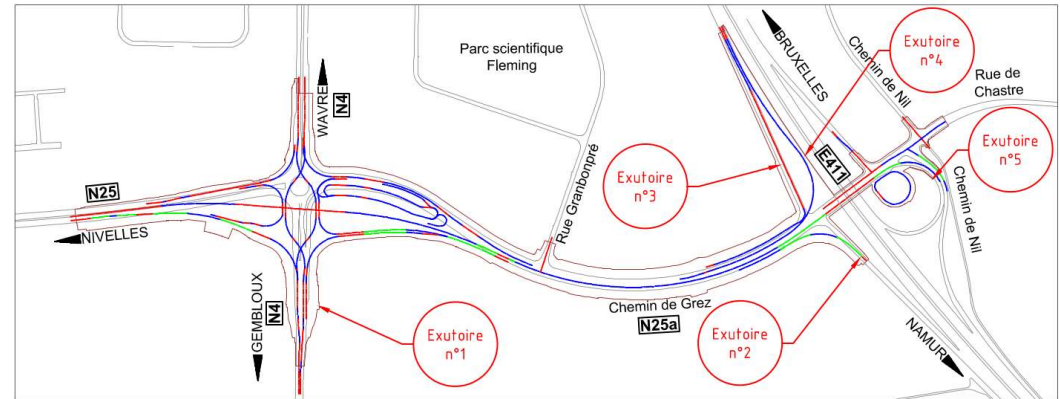 Parc scientifique
Fleming
BRUXELLES
Exutoire
n°4
Chemin de Nil
Rue de
Chastre
WAVRE
N4
E411
Exutoire
n°5
N25
NIVELLES
Exutoire
n°3
Rue Granbonpré
Chemin de Nil
GEMBLOUX
N4
Exutoire
n°1
Chemin de Grez
N25a
Exutoire
n°2
NAMUR